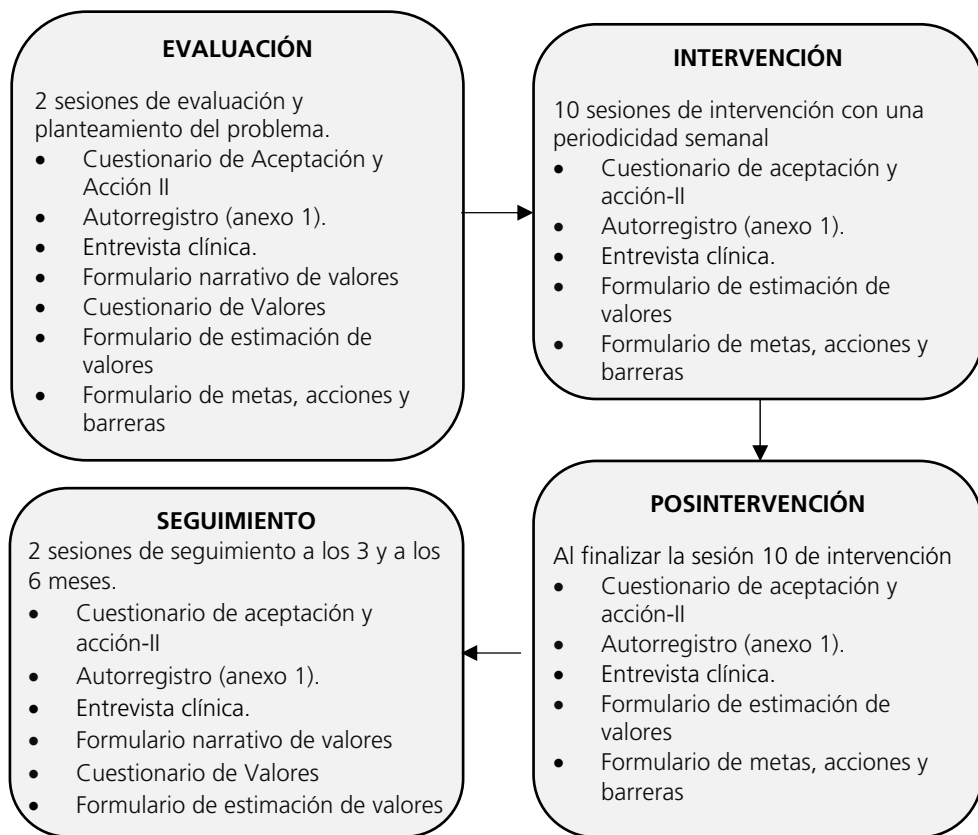 EVALUACIÓN
2 sesiones de evaluación y
planteamiento del problema.
• Cuestionario de Aceptación y
Acción II
• Autorregistro (anexo 1).
• Entrevista clínica.
• Formulario narrativo de valores
• Cuestionario de Valores
• Formulario de estimación de
valores
• Formulario de metas, acciones y
barreras
INTERVENCIÓN
10 sesiones de intervención con una
periodicidad semanal
• Cuestionario de aceptación y
acción-II
• Autorregistro (anexo 1).
• Entrevista clínica.
• Formulario de estimación de
valores
• Formulario de metas, acciones y
barreras
POSINTERVENCIÓN
Al finalizar la sesión 10 de intervención
• Cuestionario de aceptación y
acción-II
• Autorregistro (anexo 1).
• Entrevista clínica.
• Formulario de estimación de
valores
• Formulario de metas, acciones y
barreras
SEGUIMIENTO
2 sesiones de seguimiento a los 3 y a los
6 meses.
• Cuestionario de aceptación y
acción-II
• Autorregistro (anexo 1).
• Entrevista clínica.
• Formulario narrativo de valores
• Cuestionario de Valores
• Formulario de estimación de valores